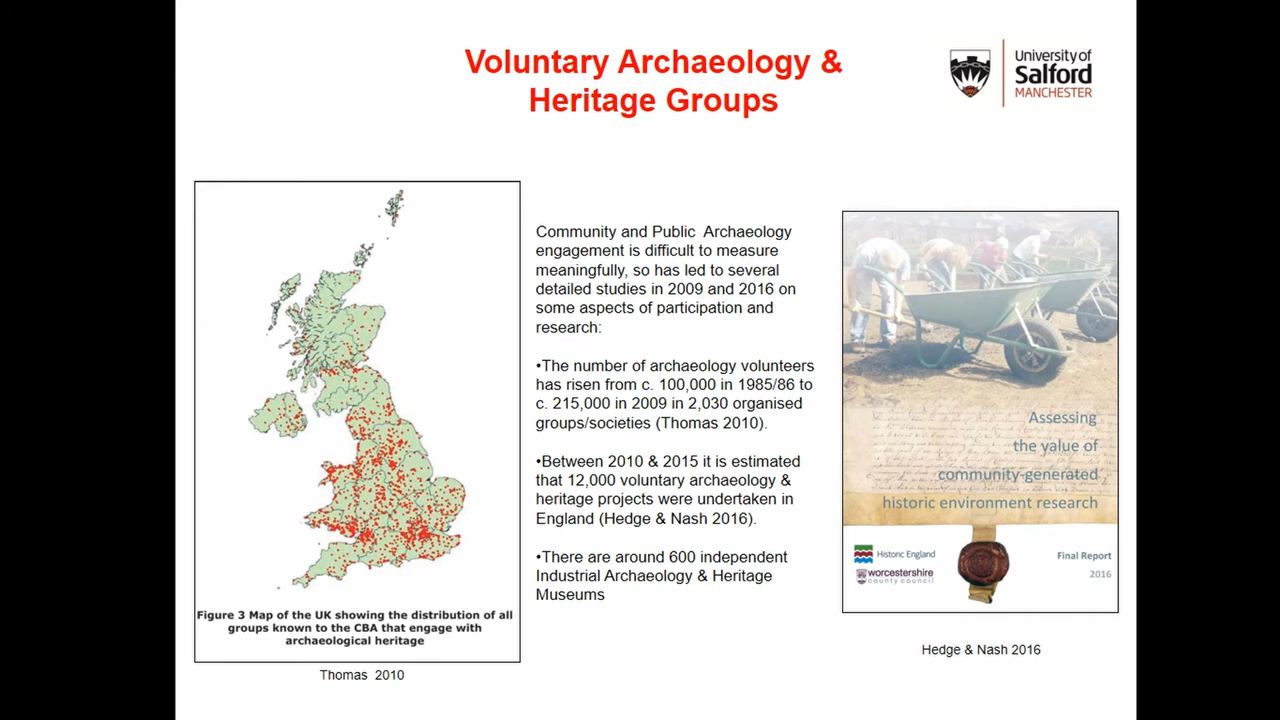 Voluntary Archaeology &
Heritage Groups
University of
Salford
MANCHESTER
Figure 3 Map of the UK showing the distribution of all
groups known to the CBA that engage with
archaeological heritage
Thomas 2010
Community and Public Archaeology
engagement is difficult to measure
meaningfully, so has led to several
detailed studies in 2009 and 2016 on
some aspects of participation and
research:
•The number of archaeology volunteers
has risen from c. 100,000 in 1985/86 to
c. 215,000 in 2009 in 2,030 organised
groups/societies (Thomas 2010).
•Between 2010 & 2015 it is estimated
that 12,000 voluntary archaeology &
heritage projects were undertaken in
England (Hedge & Nash 2016).
•There are around 600 independent
Industrial Archaeology & Heritage
Museums
Assessing
the value of
community-generated
historic environment research
Historic England
worcestershire
county council
Final Report
2016
Hedge & Nash 2016